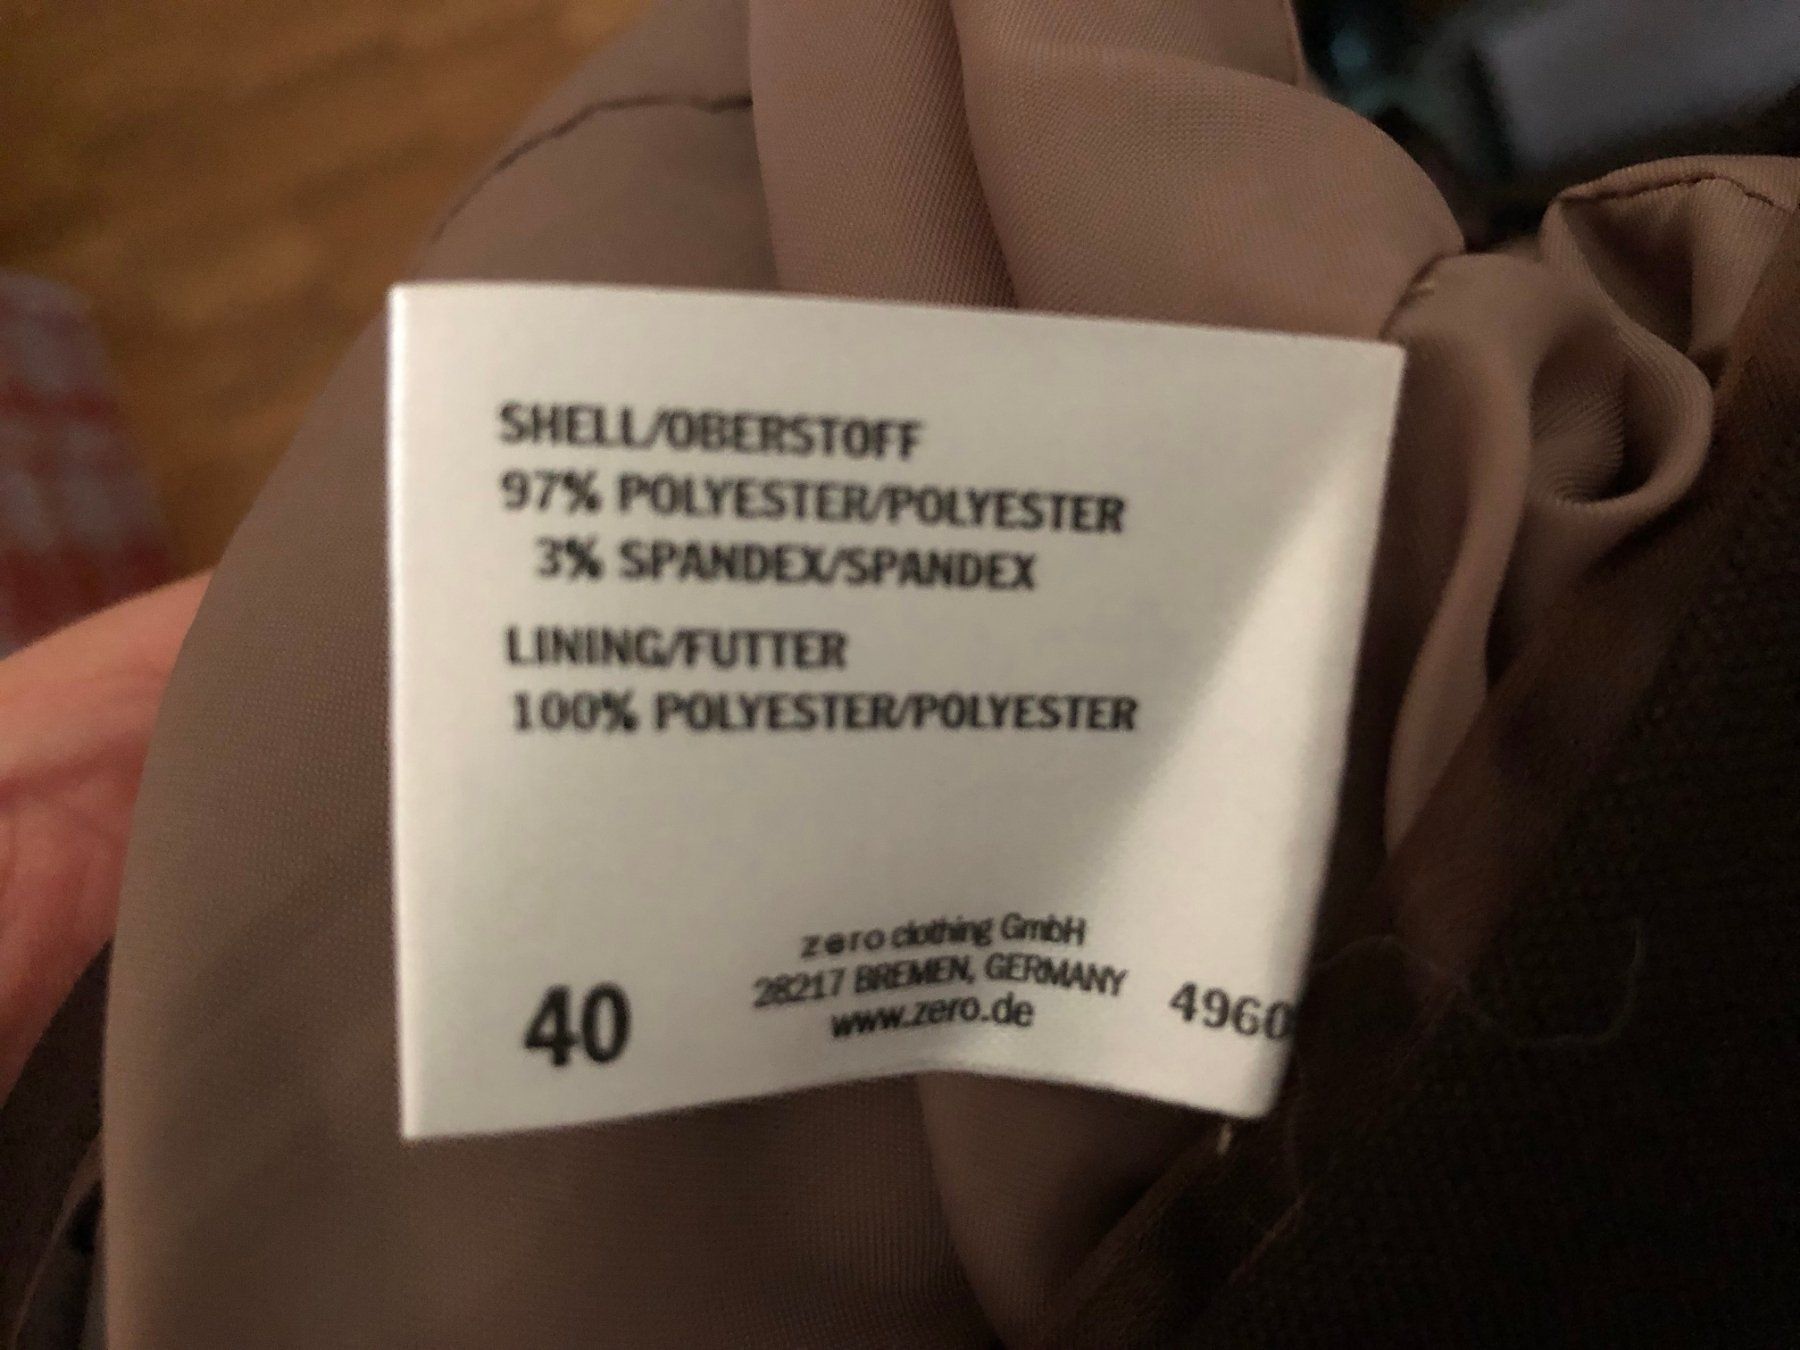 SHELL/OBERSTOFF
97% POLYESTER/POLYESTER
3% SPANDEX/SPANDEX
LINING/FUTTER
100% POLYESTER/POLYESTER
zero clothing GmbH
28217 BREMEN, GERMANY
www.zero.de
40
4960